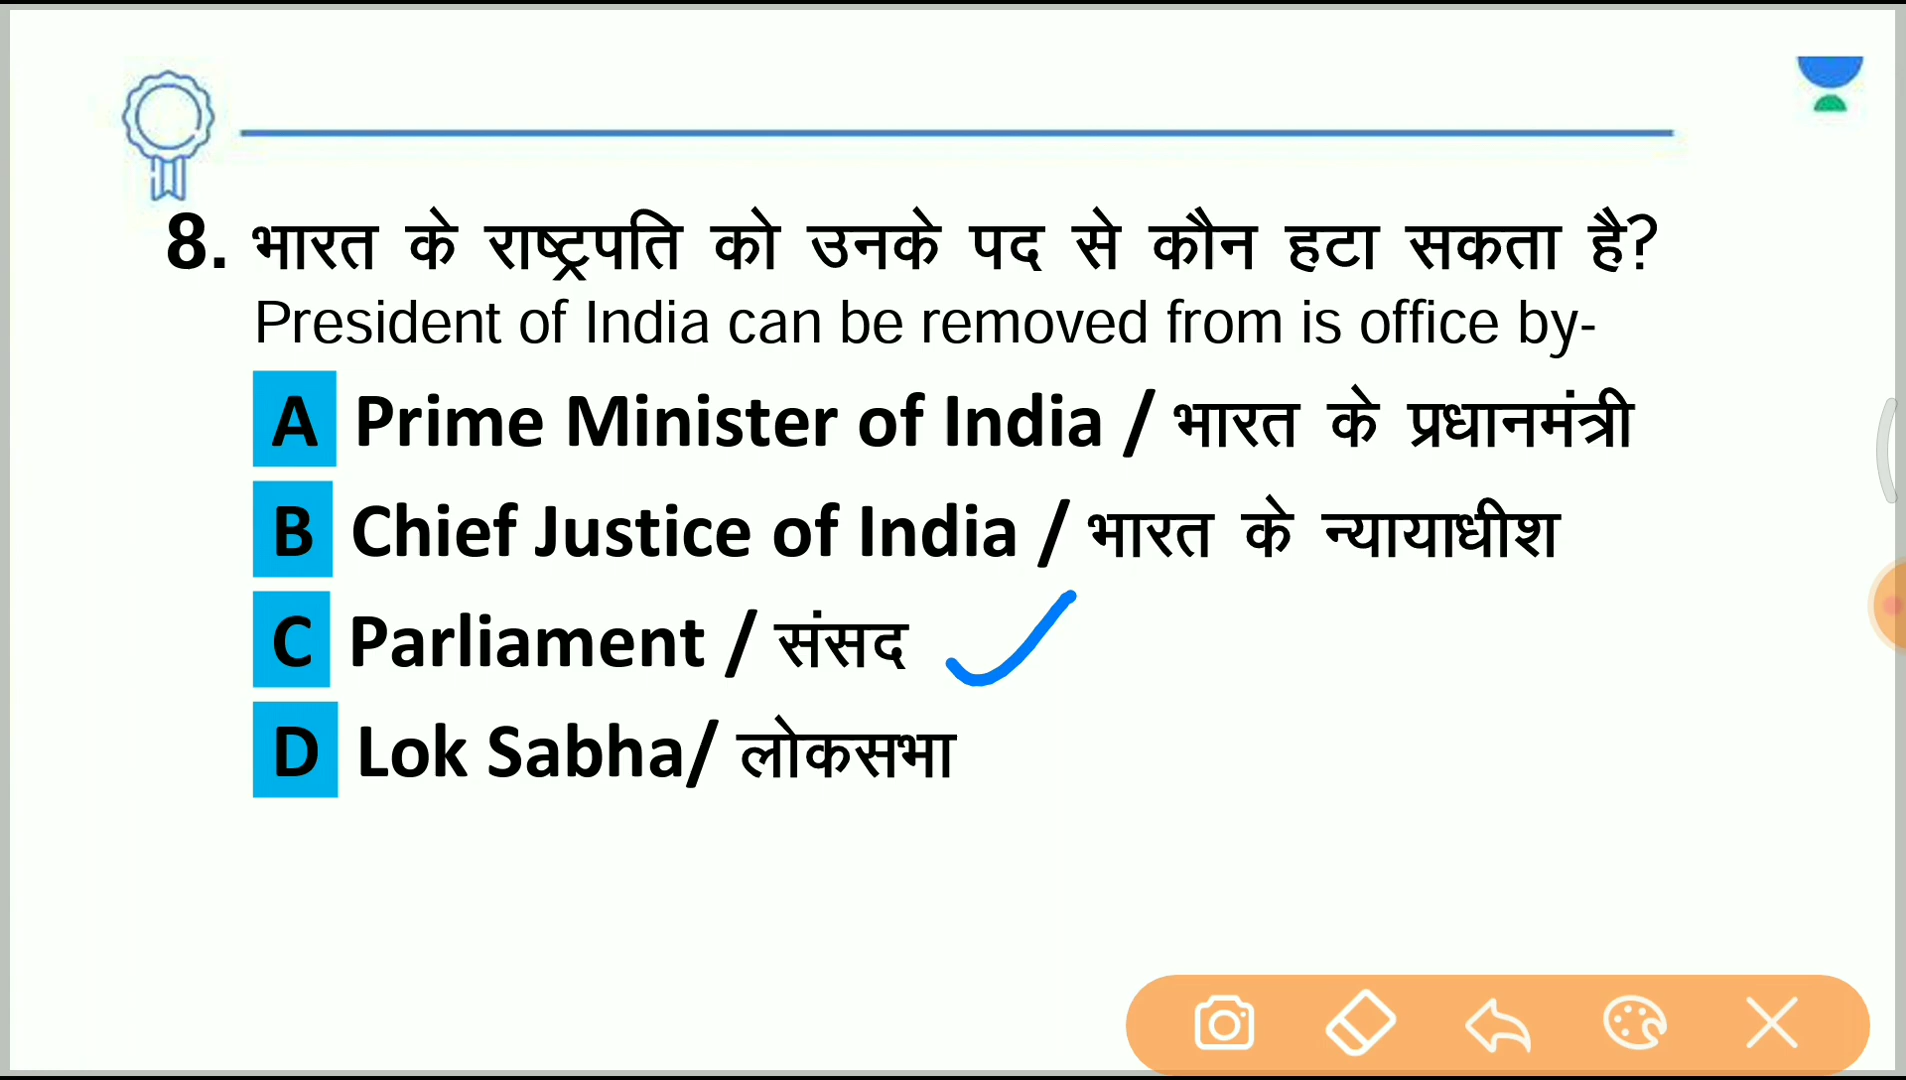 8. भारत के राष्ट्रपति को उनके पद से कौन हटा सकता है?
President of India can be removed from is office by-
A Prime Minister of India / भारत के प्रधानमंत्री
B Chief Justice of India / भारत के न्यायाधीश
C Parliament / संसद
D Lok Sabha/ लोकसभा